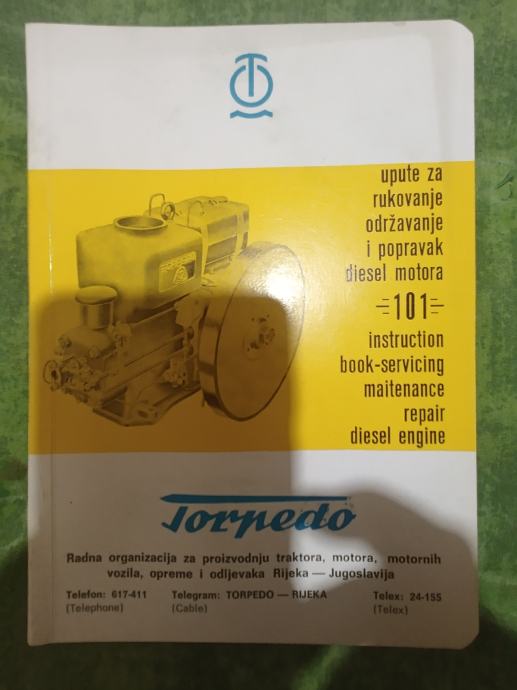 upute za
rukovanje
održavanje
i popravak
diesel motora
101
instruction
book-servicing
maitenance
repair
diesel engine
Torpedo
Radna organizacija za proizvodnju traktora, motora, motornih
vozila, opreme i odljevaka Rijeka — Jugoslavija
Telefon: 617-411 Telegram: TORPEDO — RIJEKA Telex: 24-155
(Telephone) (Cable) (Telex)